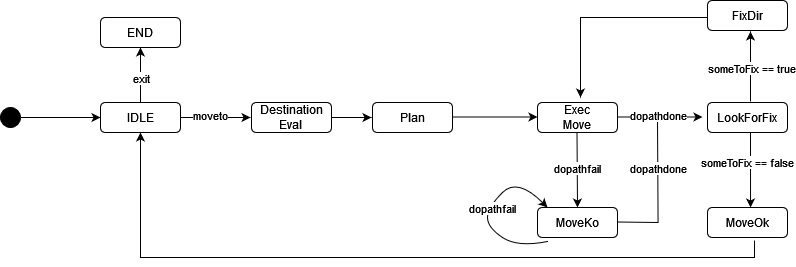 FixDir
END
someToFix == true
exit
IDLE
moveto
Destination
Eval
Plan
Exec
Move
dopathdone
LookForFix
dopathfail
dopathdone
someToFix == false
dopathfail
MoveKo
MoveOk